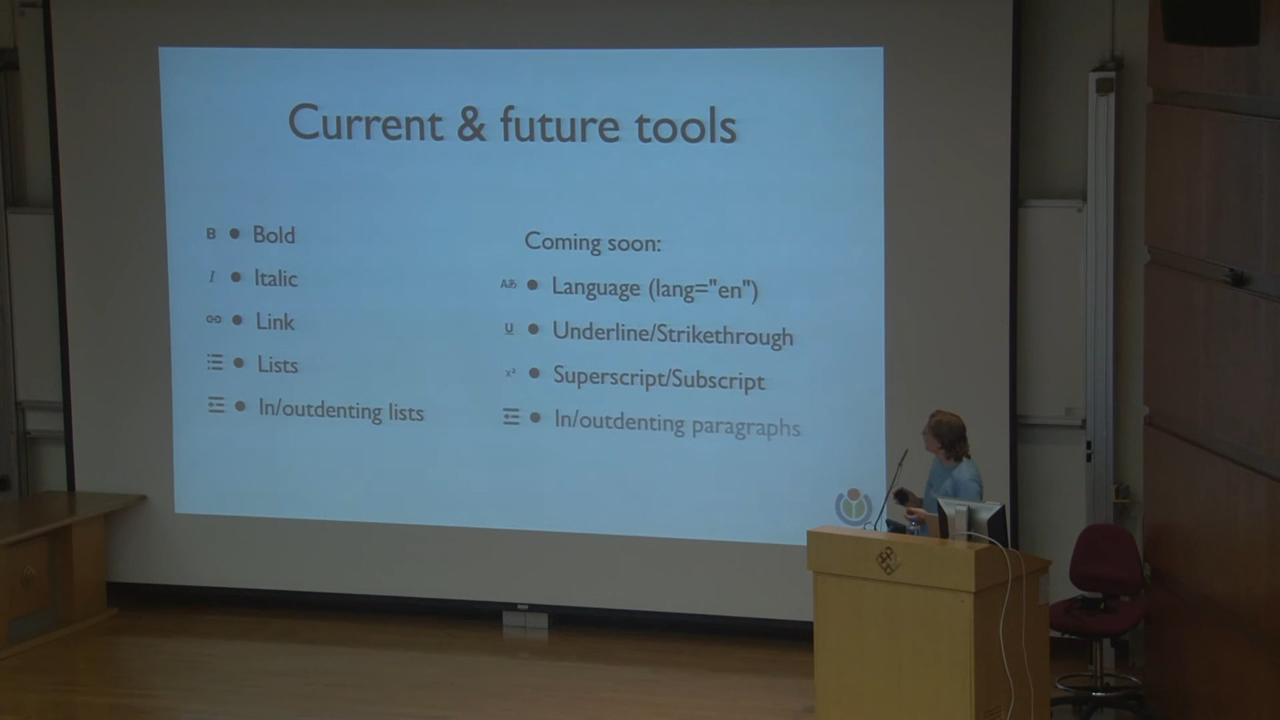 Current & future tools
B • Bold
I • Italic
• Link
• Lists
• In/outdenting lists
Coming soon:
• Language (lang="en")
U • Underline/Strikethrough
x² • Superscript/Subscript
• In/outdenting paragraphs